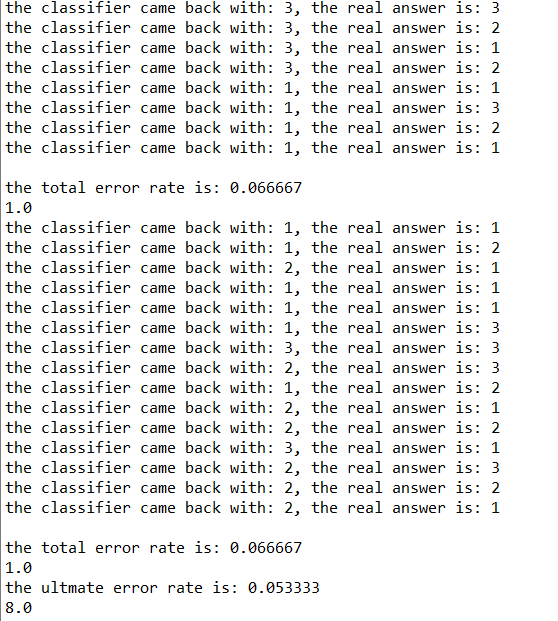 the classifier came back with: 3, the real answer is: 3
the classifier came back with: 3, the real answer is: 2
the classifier came back with: 3, the real answer is: 1
the classifier came back with: 3, the real answer is: 2
the classifier came back with: 1, the real answer is: 1
the classifier came back with: 1, the real answer is: 3
the classifier came back with: 1, the real answer is: 2
the classifier came back with: 1, the real answer is: 1

the total error rate is: 0.066667
1.0
the classifier came back with: 1, the real answer is: 1
the classifier came back with: 1, the real answer is: 2
the classifier came back with: 2, the real answer is: 1
the classifier came back with: 1, the real answer is: 1
the classifier came back with: 1, the real answer is: 1
the classifier came back with: 1, the real answer is: 3
the classifier came back with: 3, the real answer is: 3
the classifier came back with: 2, the real answer is: 3
the classifier came back with: 1, the real answer is: 2
the classifier came back with: 2, the real answer is: 1
the classifier came back with: 2, the real answer is: 2
the classifier came back with: 3, the real answer is: 1
the classifier came back with: 2, the real answer is: 3
the classifier came back with: 2, the real answer is: 2
the classifier came back with: 2, the real answer is: 1

the total error rate is: 0.066667
1.0
the ultmate error rate is: 0.053333
8.0